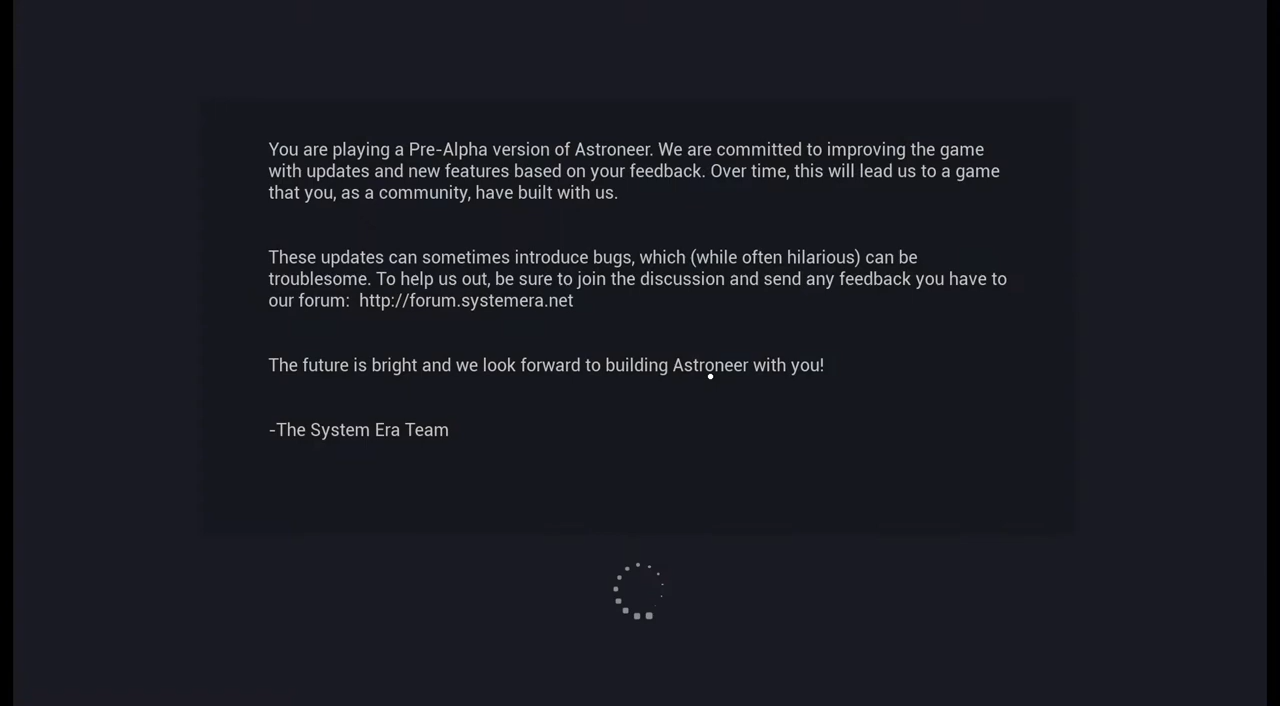 You are playing a Pre-Alpha version of Astroneer. We are committed to improving the game
with updates and new features based on your feedback. Over time, this will lead us to a game
that you, as a community, have built with us.
These updates can sometimes introduce bugs, which (while often hilarious) can be
troublesome. To help us out, be sure to join the discussion and send any feedback you have to
our forum:  http://forum.systemera.net
The future is bright and we look forward to building Astroneer with you!
-The System Era Team